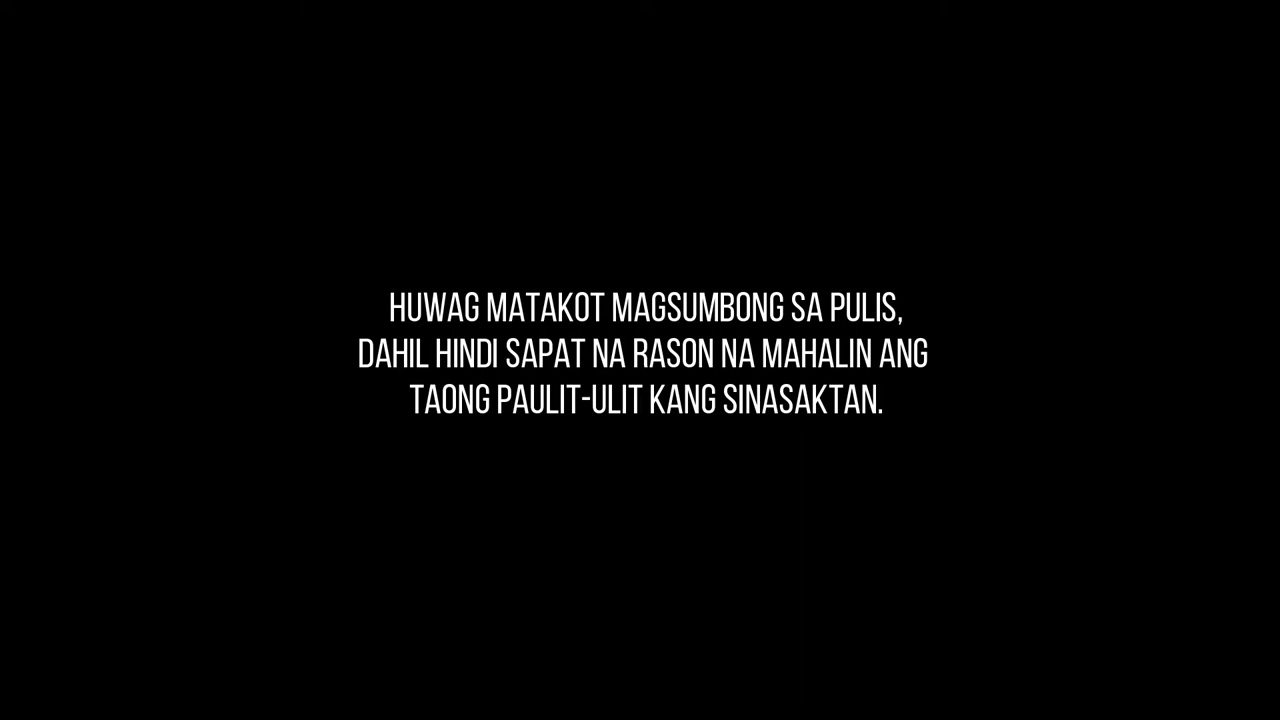 HUWAG MATAKOT MAGSUMBONG SA PULIS,
DAHIL HINDI SAPAT NA RASON NA MAHALIN ANG
TAONG PAULIT-ULIT KANG SINASAKTAN.